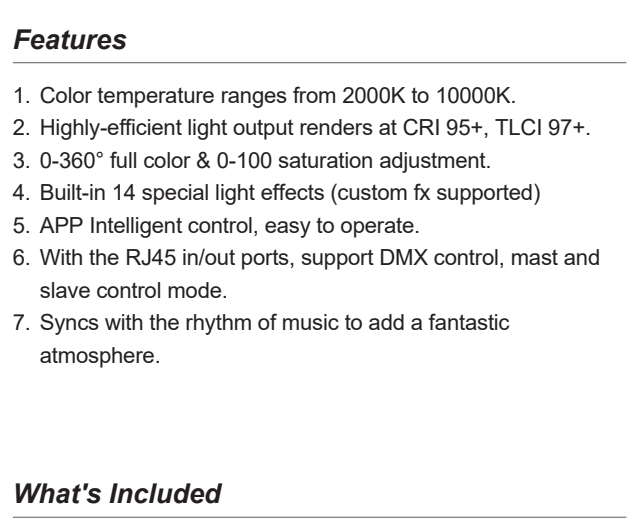 Features
1. Color temperature ranges from 2000K to 10000K.
2. Highly-efficient light output renders at CRI 95+, TLCI 97+.
3. 0-360° full color & 0-100 saturation adjustment.
4. Built-in 14 special light effects (custom fx supported)
5. APP Intelligent control, easy to operate.
6. With the RJ45 in/out ports, support DMX control, mast and
slave control mode.
7. Syncs with the rhythm of music to add a fantastic
atmosphere.
What's Included